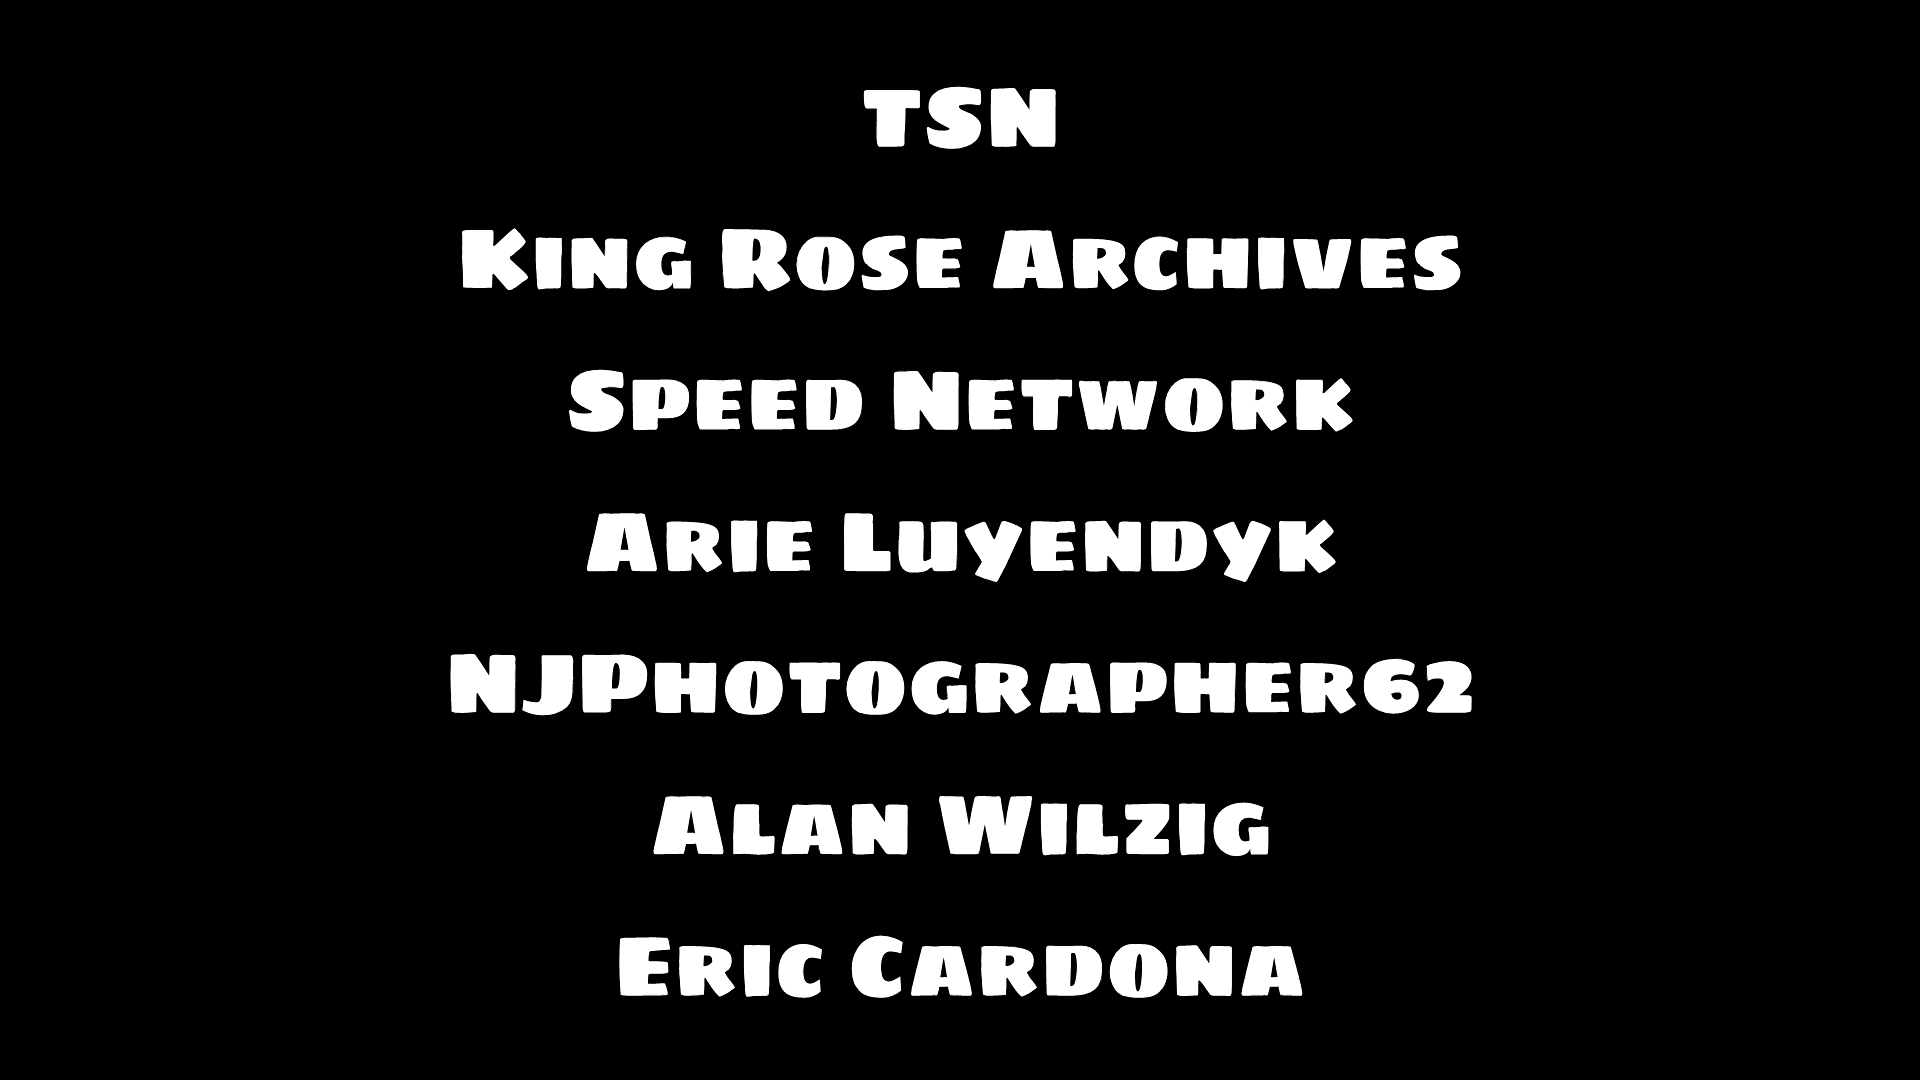 TSN
King Rose Archives
Speed Network
Arie Luyendyk
NJPhotographer62
Alan Wilzig
Eric Cardona